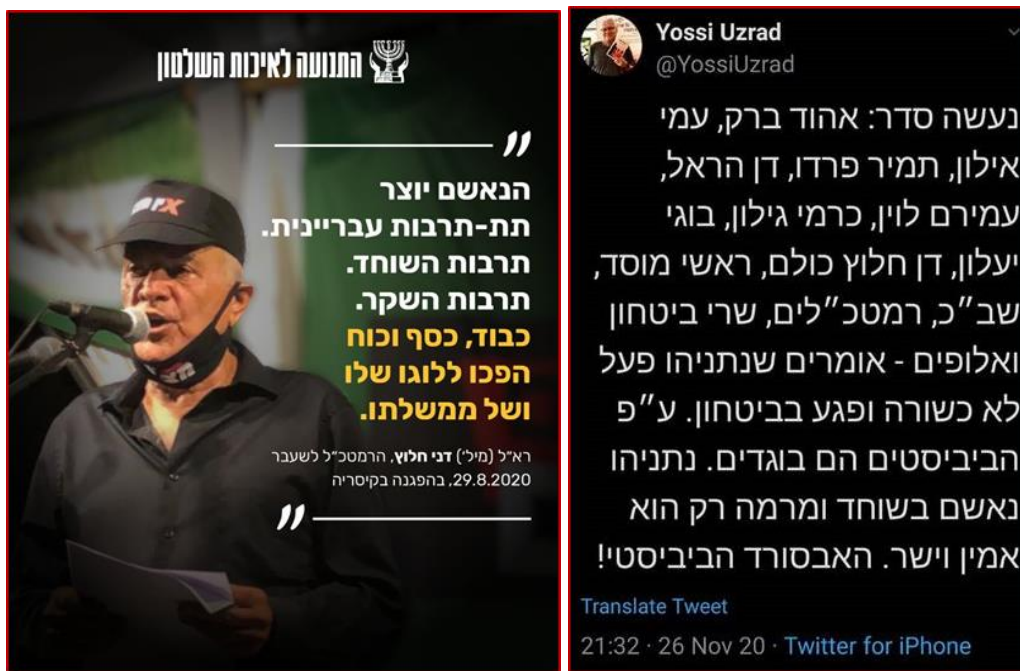 התנועה לאיכות השלטון
"
הנאשם יוצר
תת-תרבות עבריינית.
תרבות השוחד.
תרבות השקר.
כבוד, כסף וכוח
הפכו ללוגו שלו
ושל ממשלתו.
רא״ל (מיל׳) דני חלוץ, הרמטכ״ל לשעבר
29.8.2020, בהפגנה בקיסריה
"
Yossi Uzrad
@YossiUzrad
נעשה סדר: אהוד ברק, עמי
אילון, תמיר פרדו, דן הראל,
עמירם לוין, כרמי גילון, בוגי
יעלון, דן חלוץ כולם, ראשי מוסד,
שב״כ, רמטכ״לים, שרי ביטחון
ואלופים - אומרים שנתניהו פעל
לא כשורה ופגע בביטחון. ע״פ
הביביסטים הם בוגדים. נתניהו
נאשם בשוחד ומרמה רק הוא
אמין וישר. האבסורד הביביסטי!
Translate Tweet
21:32 · 26 Nov 20 · Twitter for iPhone